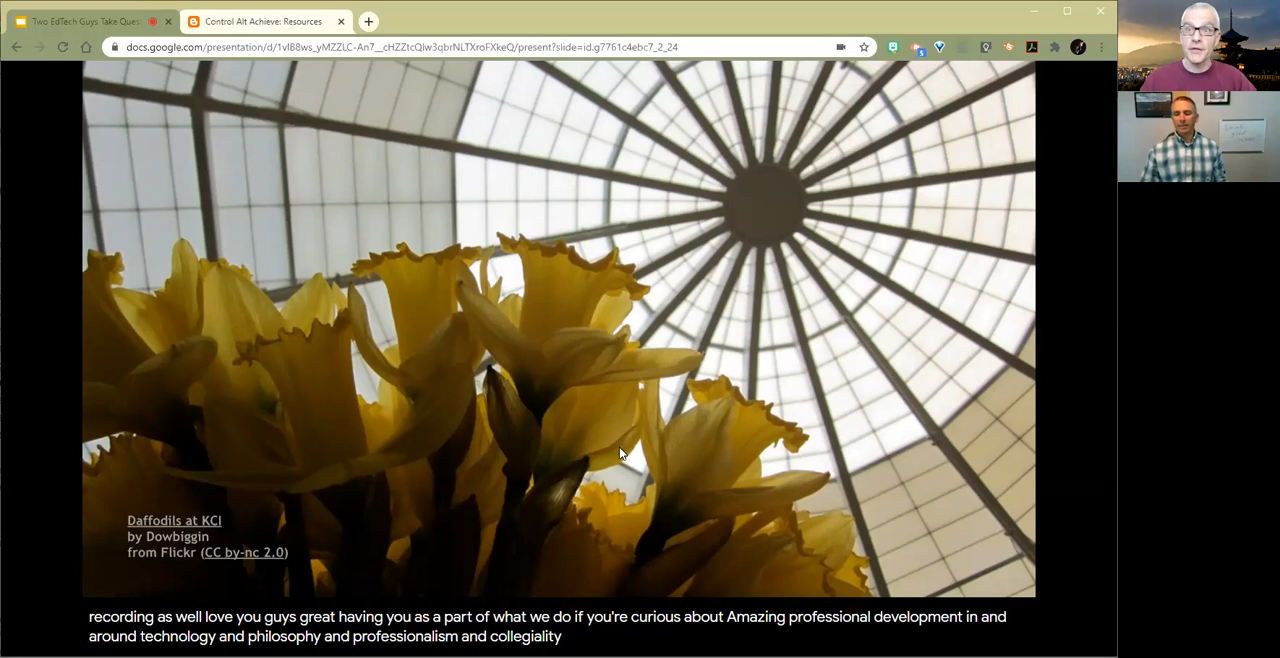 Two EdTech Guys Take Ques
Control Alt Achieve: Resources
docs.google.com/presentation/d/1vIB8ws_yMZZLC-An7__cHZZtcQIw3qbrNLTXroFXkeQ/present?slide=id.g7761c4ebc7_2_24
Daffodils at KCI
by Dowbiggin
from Flickr (CC by-nc 2.0)
recording as well love you guys great having you as a part of what we do if you're curious about Amazing professional development in and
around technology and philosophy and professionalism and collegiality